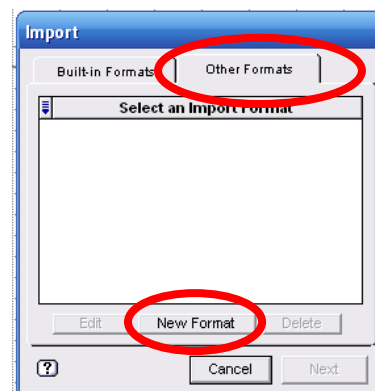 Import
Built-in Formats Other Formats
Select an Import Format
Edit New Format Delete
? Cancel Next